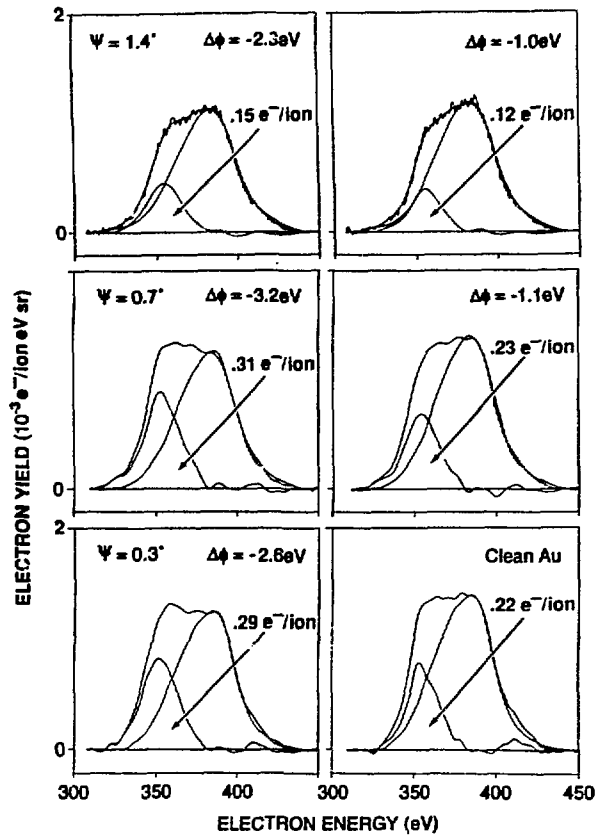 2
Ψ = 1.4° Δϕ = -2.3eV
Δϕ = -1.0eV
.15 e⁻/ion
.12 e⁻/ion
0
Ψ = 0.7° Δϕ = -3.2eV
Δϕ = -1.1eV
.31 e⁻/ion
.23 e⁻/ion
0
ELECTRON YIELD (10⁻³ e⁻/ion eV sr)
2
Ψ = 0.3° Δϕ = -2.6eV
Clean Au
.29 e⁻/ion
.22 e⁻/ion
0
300 350 400 350 400 450
ELECTRON ENERGY (eV)